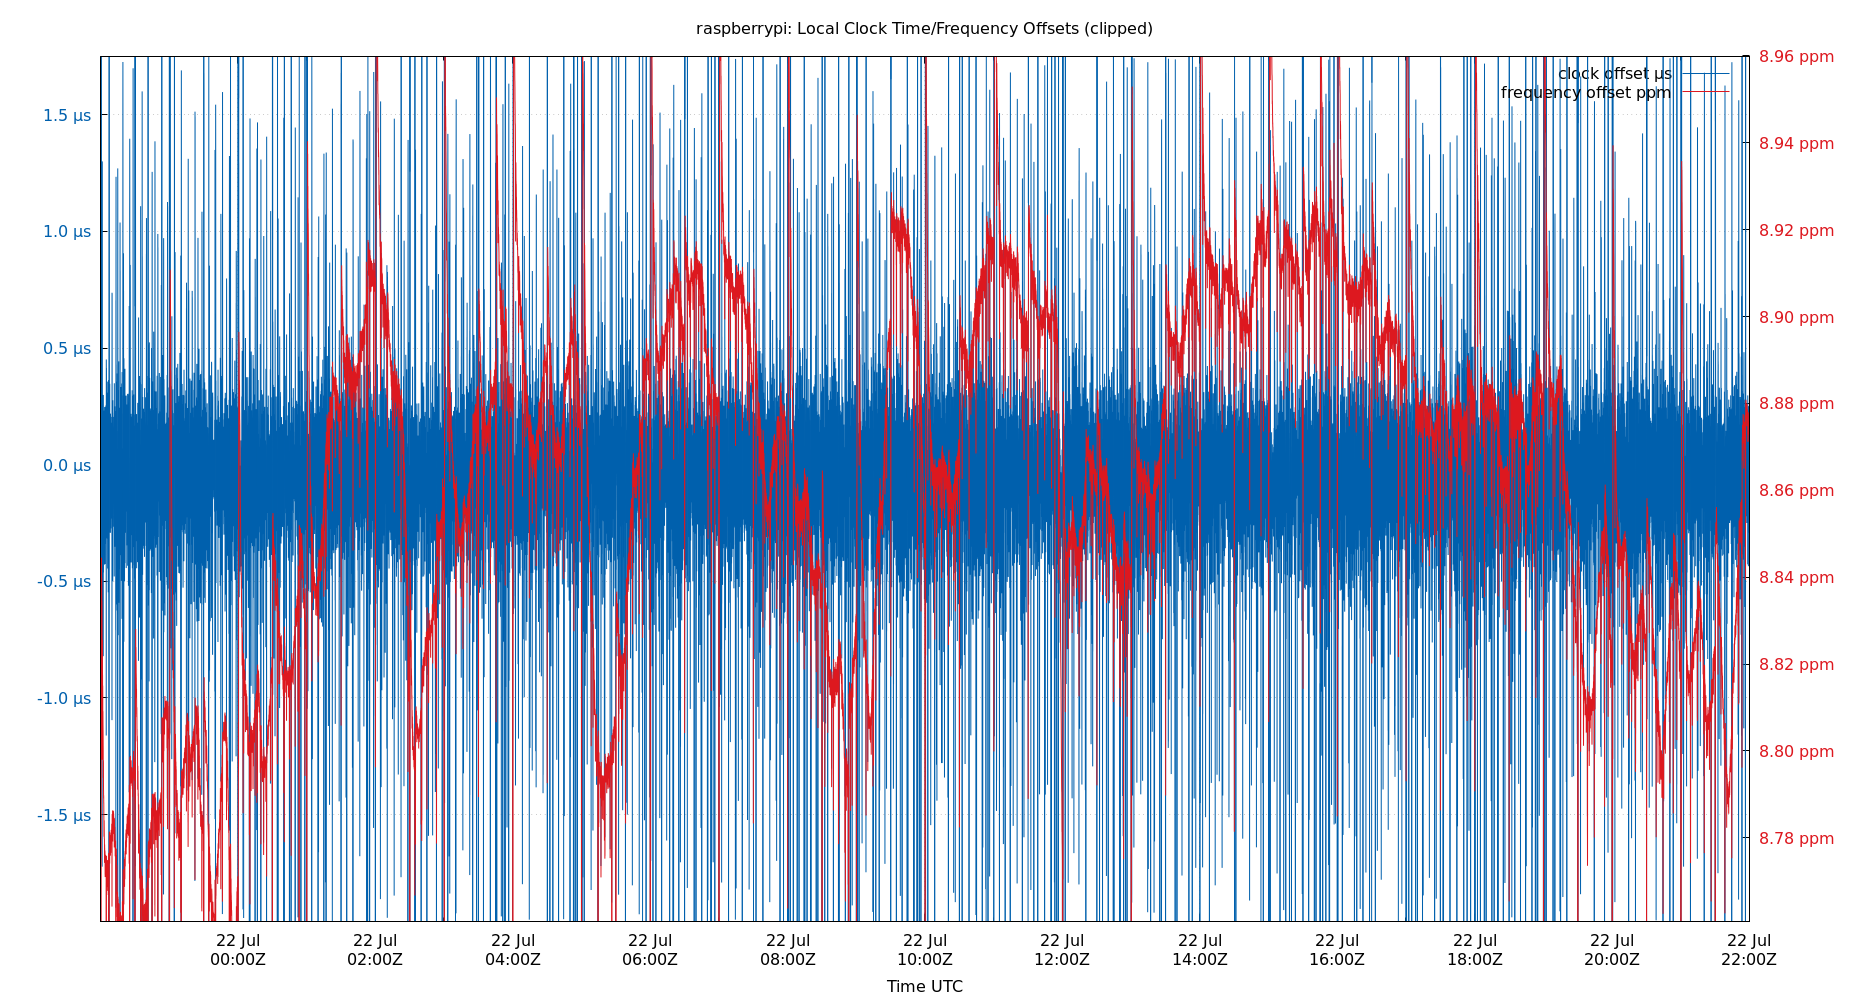 raspberrypi: Local Clock Time/Frequency Offsets (clipped)
clock offset µs
frequency offset ppm
1.5 µs
1.0 µs
0.5 µs
0.0 µs
-0.5 µs
-1.0 µs
-1.5 µs
8.96 ppm
8.94 ppm
8.92 ppm
8.90 ppm
8.88 ppm
8.86 ppm
8.84 ppm
8.82 ppm
8.80 ppm
8.78 ppm
22 Jul
00:00Z
22 Jul
02:00Z
22 Jul
04:00Z
22 Jul
06:00Z
22 Jul
08:00Z
22 Jul
10:00Z
22 Jul
12:00Z
22 Jul
14:00Z
22 Jul
16:00Z
22 Jul
18:00Z
22 Jul
20:00Z
22 Jul
22:00Z
Time UTC